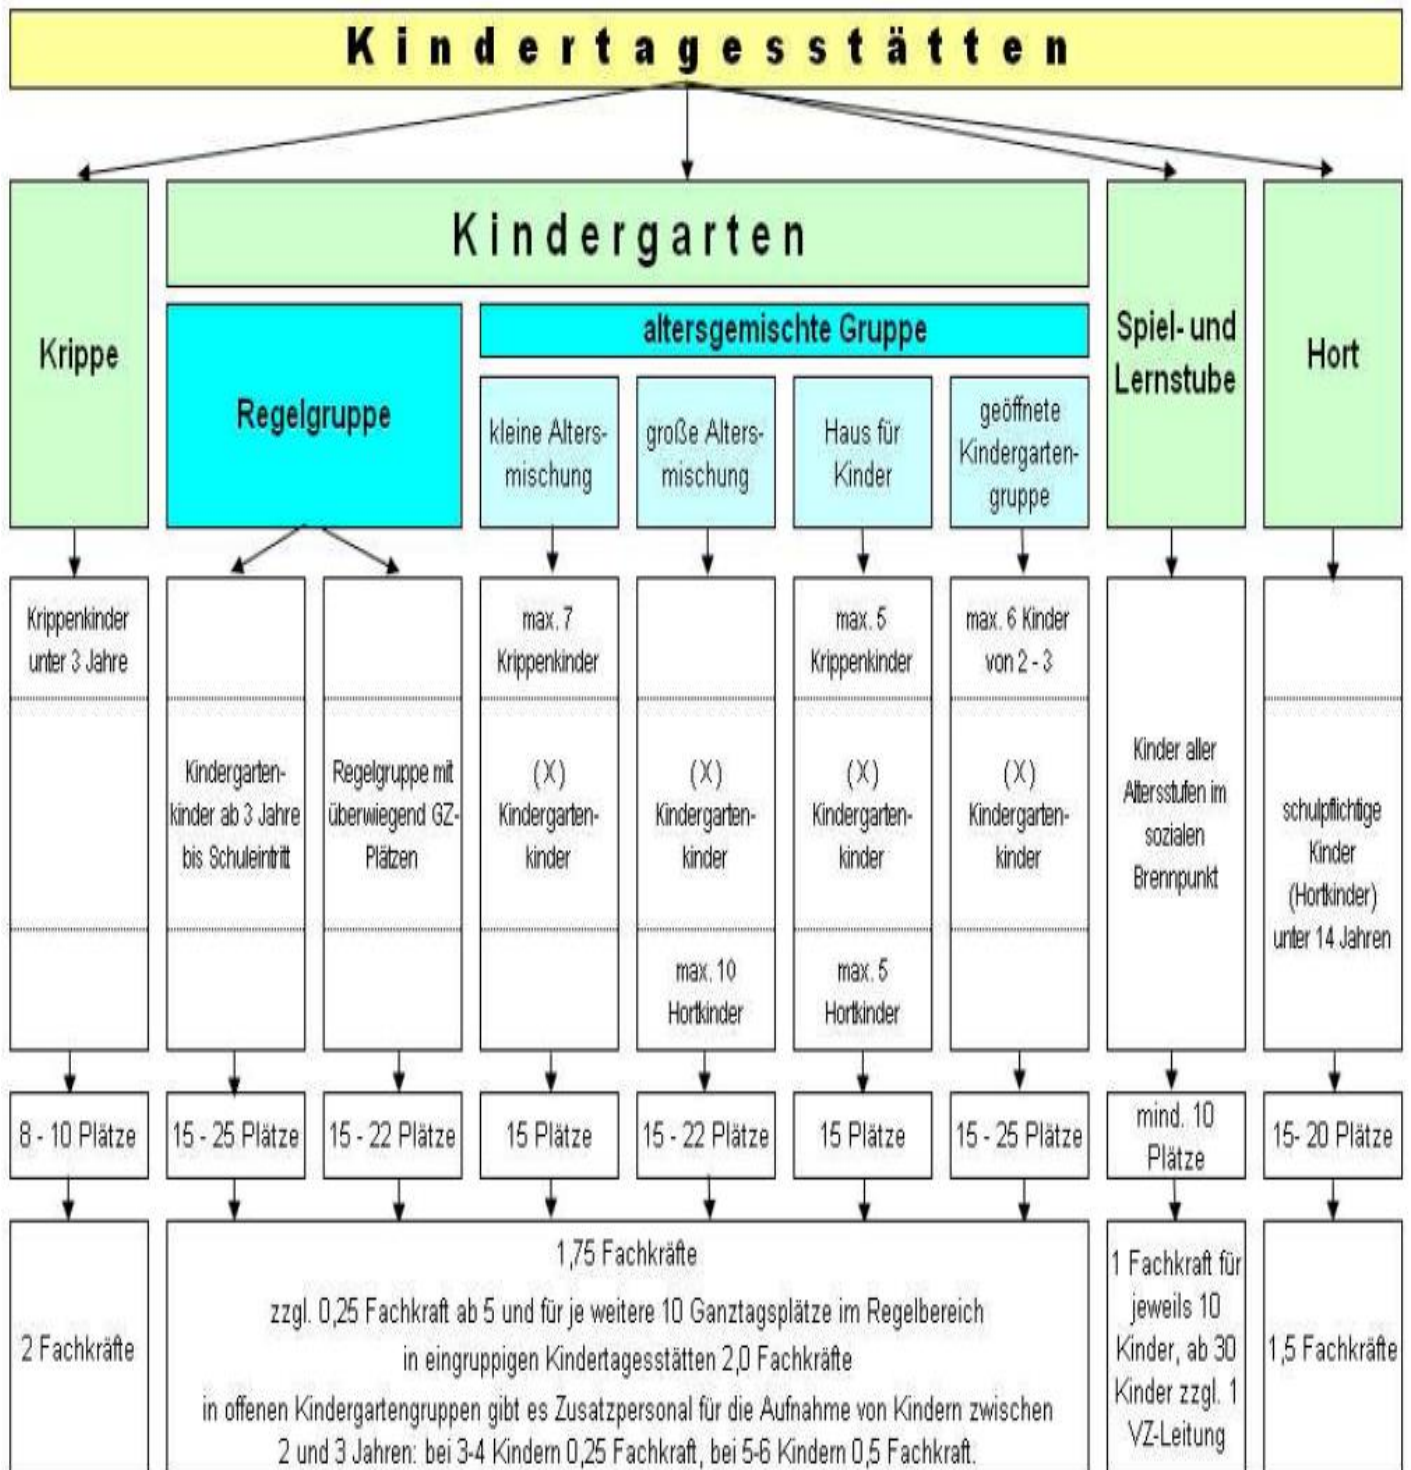 Kindertagesstätten
Krippe
Kindergarten
Regelgruppe
altersgemischte Gruppe
kleine Alters-
mischung
große Alters-
mischung
Haus für
Kinder
geöffnete
Kindergarten-
gruppe
Spiel- und
Lernstube
Hort
Krippenkinder
unter 3 Jahre
Kindergarten-
kinder ab 3 Jahre
bis Schuleintritt
Regelgruppe mit
überwiegend GZ-
Plätzen
max. 7
Krippenkinder
(X)
Kindergarten-
kinder
(X)
Kindergarten-
kinder
max. 10
Hortkinder
max. 5
Krippenkinder
(X)
Kindergarten-
kinder
max. 5
Hortkinder
max. 6 Kinder
von 2 - 3
(X)
Kindergarten-
kinder
Kinder aller
Altersstufen im
sozialen
Brennpunkt
schulpflichtige
Kinder
(Hortkinder)
unter 14 Jahren
8 - 10 Plätze
15 - 25 Plätze
15 - 22 Plätze
15 Plätze
15 - 22 Plätze
15 Plätze
15 - 25 Plätze
mind. 10
Plätze
15- 20 Plätze
2 Fachkräfte
1,75 Fachkräfte
zzgl. 0,25 Fachkraft ab 5 und für je weitere 10 Ganztagsplätze im Regelbereich
in eingruppigen Kindertagesstätten 2,0 Fachkräfte
in offenen Kindergartengruppen gibt es Zusatzpersonal für die Aufnahme von Kindern zwischen
2 und 3 Jahren: bei 3-4 Kindern 0,25 Fachkraft, bei 5-6 Kindern 0,5 Fachkraft.
1 Fachkraft für
jeweils 10
Kinder, ab 30
Kinder zzgl. 1
VZ-Leitung
1,5 Fachkräfte